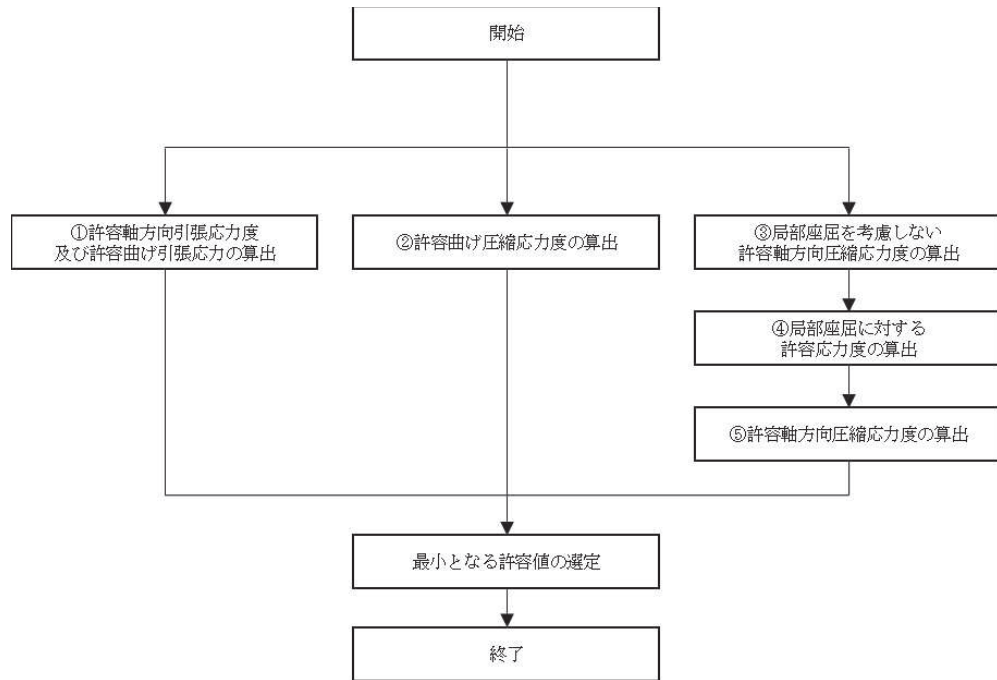 開始
①許容軸方向引張応力度
及び許容曲げ引張応力の算出
②許容曲げ圧縮応力度の算出
③局部座屈を考慮しない
許容軸方向圧縮応力度の算出
④局部座屈に対する
許容応力度の算出
⑤許容軸方向圧縮応力度の算出
最小となる許容値の選定
終了